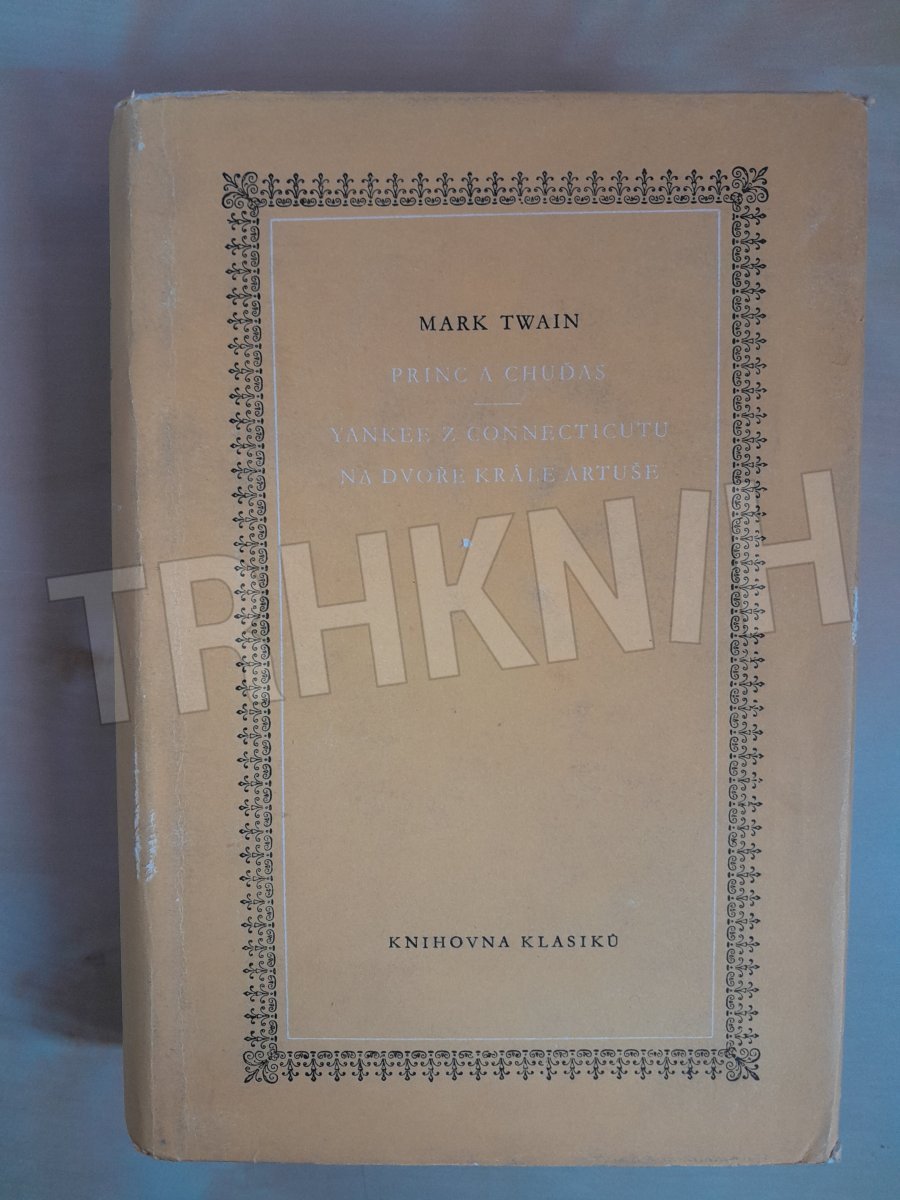 MARK TWAIN
PRINC A CHUĎAS
YANKEE Z CONNECTICUTU
NA DVOŘE KRÁLE ARTUŠE
TRHKNIH
KNIHOVNA KLASIKŮ